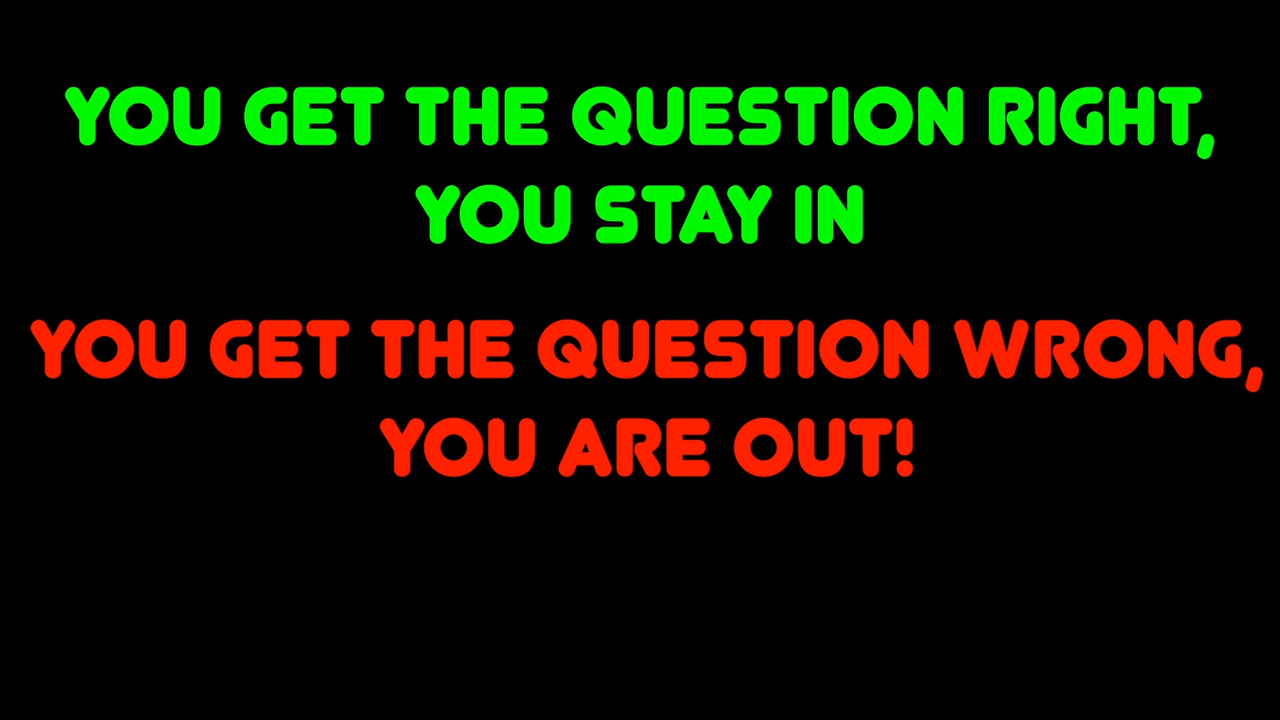 YOU GET THE QUESTION RIGHT,
YOU STAY IN
YOU GET THE QUESTION WRONG,
YOU ARE OUT!